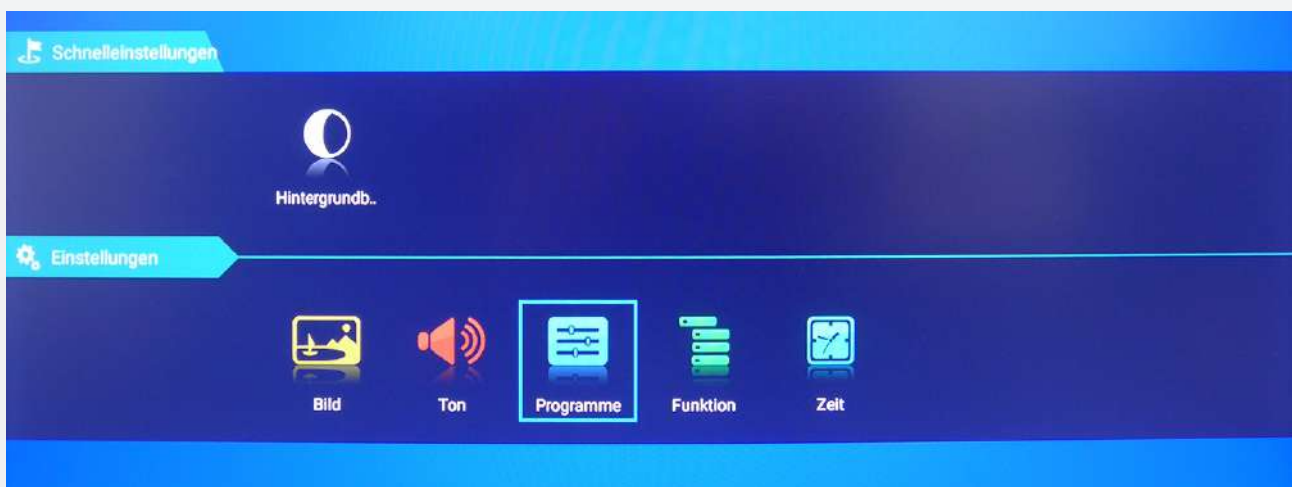 Schnelleinstellungen
Hintergrundb..
Einstellungen
Bild Ton Programme Funktion Zeit